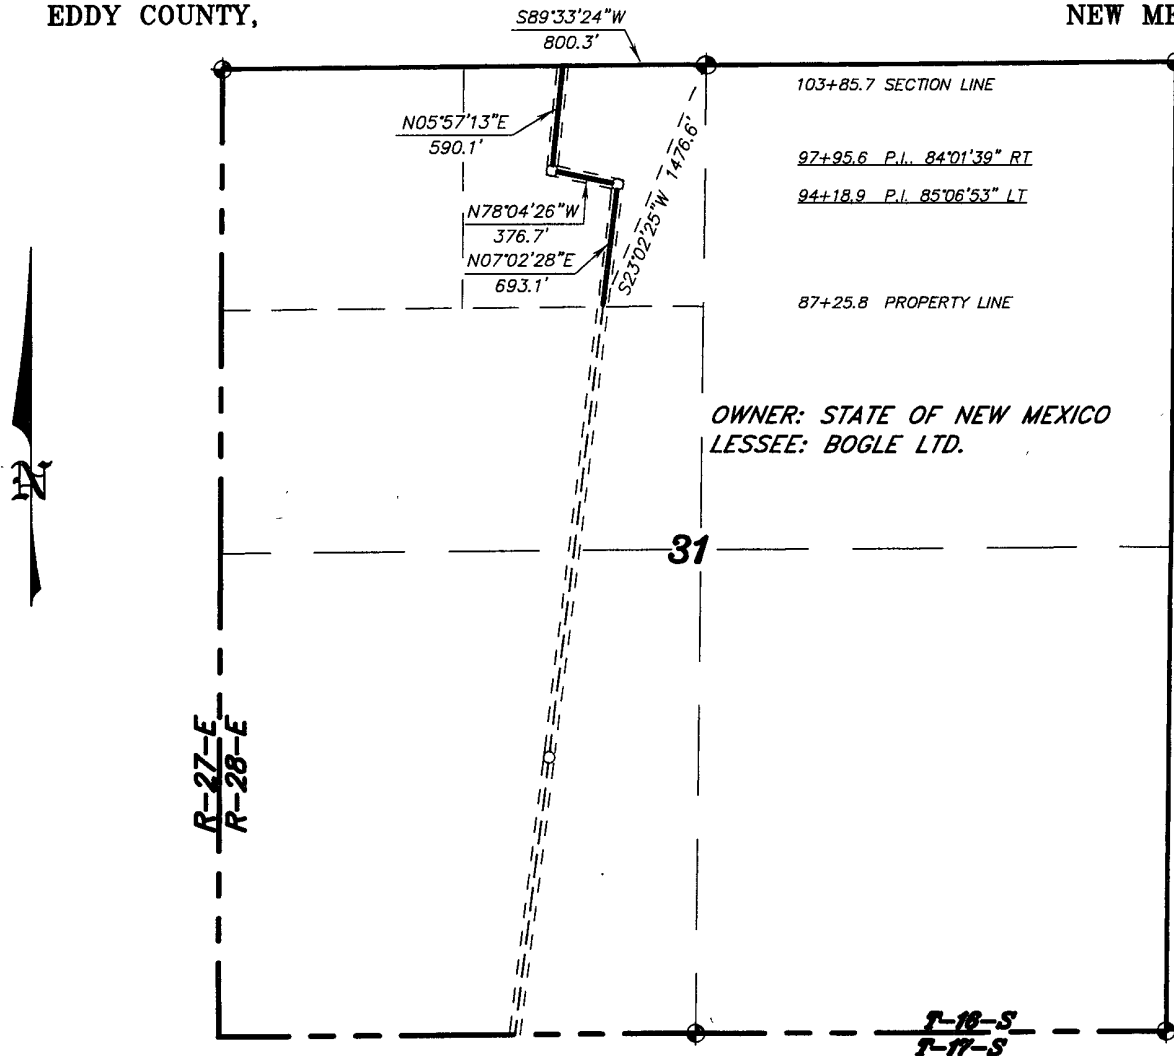 EDDY COUNTY,
NEW ME
S89°33'24"W
800.3'
103+85.7 SECTION LINE
N05°57'13"E
590.1'
97+95.6 P.I. 84°01'39" RT
94+18.9 P.I. 85°06'53" LT
S23°02'25"W 1476.6'
N78°04'26"W
376.7'
N07°02'28"E
693.1'
87+25.8 PROPERTY LINE
OWNER: STATE OF NEW MEXICO
LESSEE: BOGLE LTD.
N
31
R-27-E
R-28-E
T-16-S
T-17-S